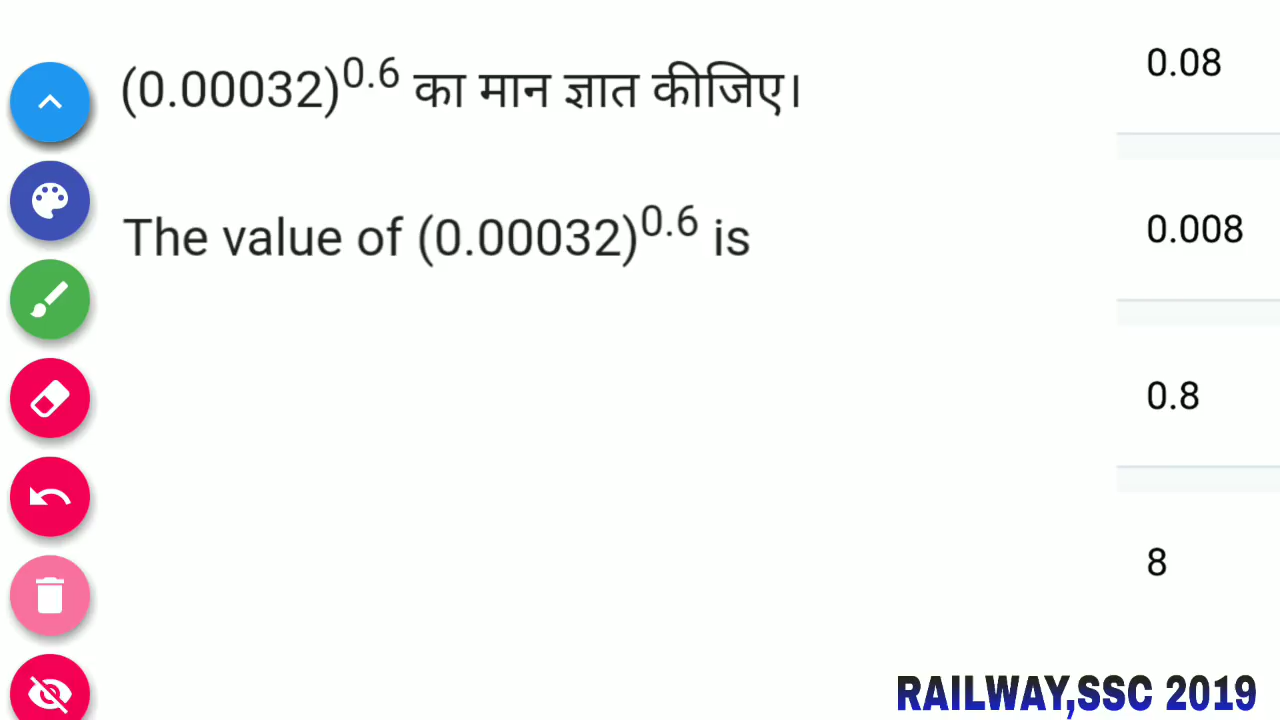 (0.00032)^0.6 का मान ज्ञात कीजिए।
The value of (0.00032)^0.6 is
0.08
0.008
0.8
8
RAILWAY,SSC 2019